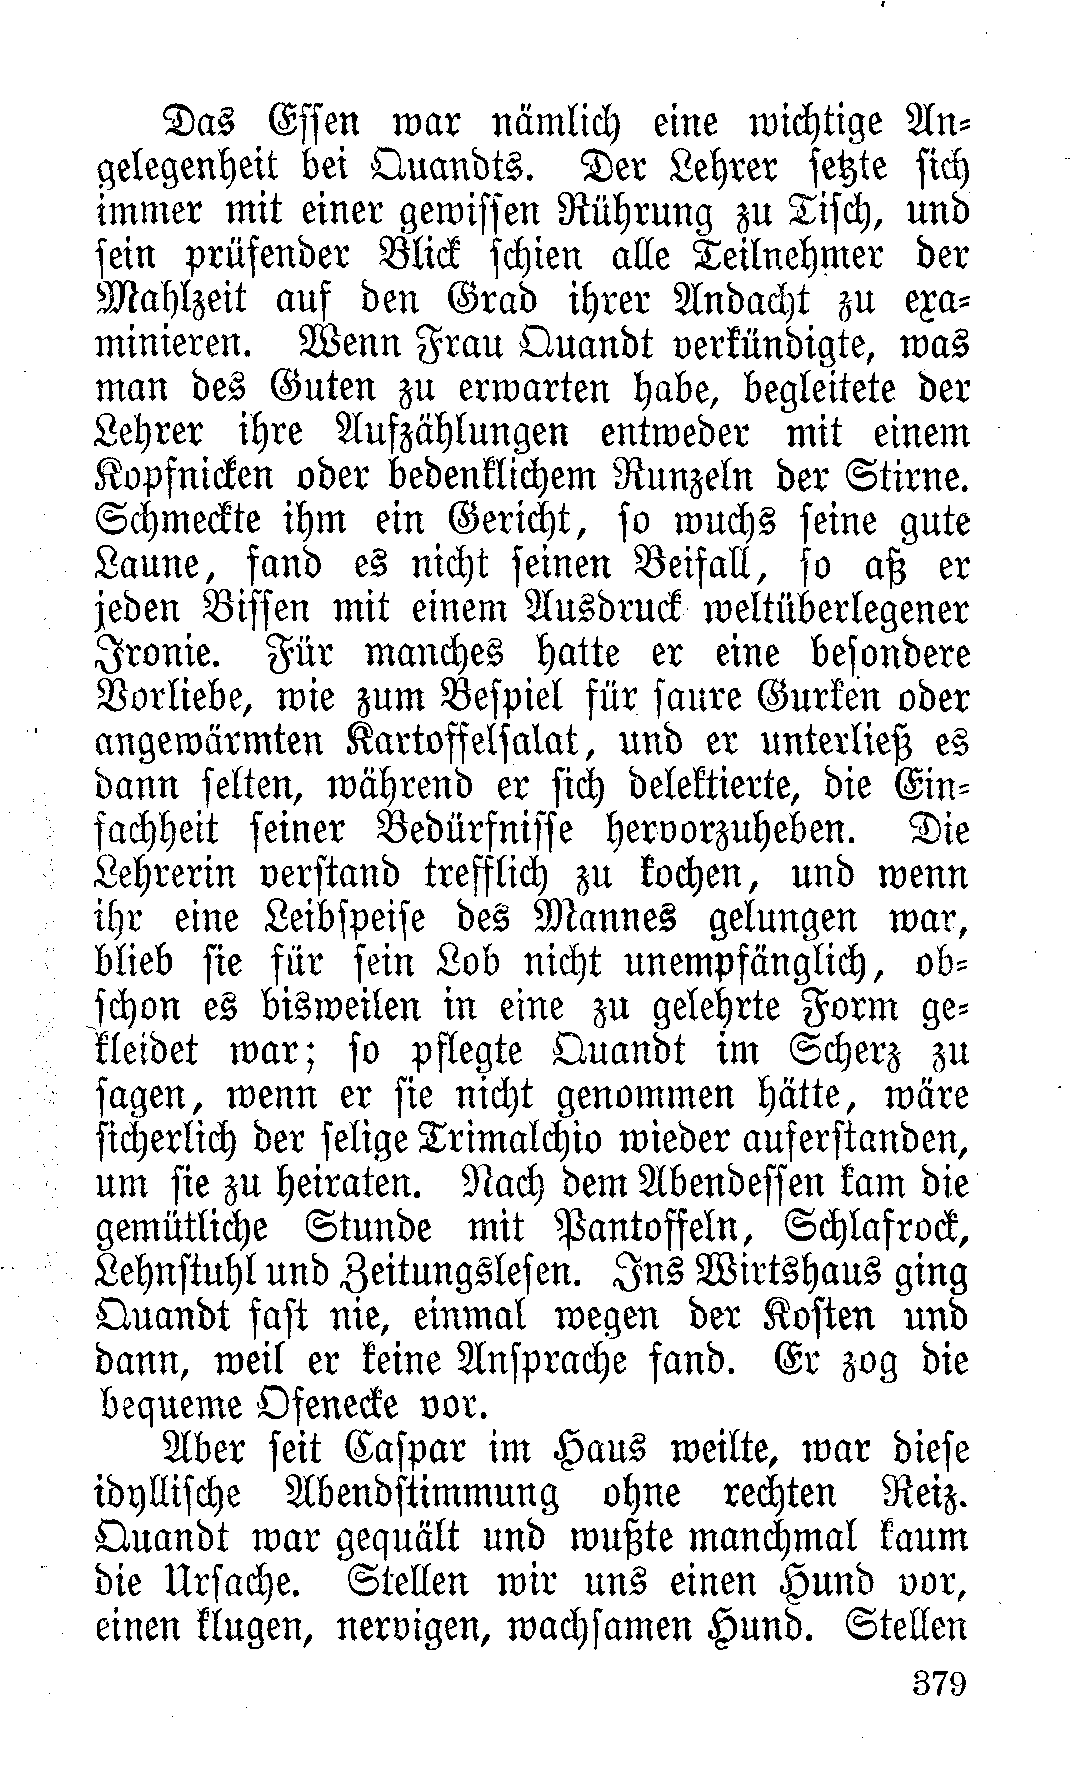 Das Essen war nämlich eine wichtige An-
gelegenheit bei Quandts. Der Lehrer setzte sich
immer mit einer gewissen Rührung zu Tisch, und
sein prüfender Blick schien alle Teilnehmer der
Mahlzeit auf den Grad ihrer Andacht zu exa-
minieren. Wenn Frau Quandt verkündigte, was
man des Guten zu erwarten habe, begleitete der
Lehrer ihre Aufzählungen entweder mit einem
Kopfnicken oder bedenklichem Runzeln der Stirne.
Schmeckte ihm ein Gericht, so wuchs seine gute
Laune, fand es nicht seinen Beifall, so aß er
jeden Bissen mit einem Ausdruck weltüberlegener
Ironie. Für manches hatte er eine besondere
Vorliebe, wie zum Bespiel für saure Gurken oder
angewärmten Kartoffelsalat, und er unterließ es
dann selten, während er sich delektierte, die Ein-
fachheit seiner Bedürfnisse hervorzuheben. Die
Lehrerin verstand trefflich zu kochen, und wenn
ihr eine Leibspeise des Mannes gelungen war,
blieb sie für sein Lob nicht unempfänglich, ob-
schon es bisweilen in eine zu gelehrte Form ge-
kleidet war; so pflegte Quandt im Scherz zu
sagen, wenn er sie nicht genommen hätte, wäre
sicherlich der selige Trimalchio wieder auferstanden,
um sie zu heiraten. Nach dem Abendessen kam die
gemütliche Stunde mit Pantoffeln, Schlafrock,
Lehnstuhl und Zeitungslesen. Ins Wirtshaus ging
Quandt fast nie, einmal wegen der Kosten und
dann, weil er keine Ansprache fand. Er zog die
bequeme Ofenecke vor.
Aber seit Caspar im Haus weilte, war diese
idyllische Abendstimmung ohne rechten Reiz.
Quandt war gequält und wußte manchmal kaum
die Ursache. Stellen wir uns einen Hund vor,
einen klugen, nervigen, wachsamen Hund. Stellen
379